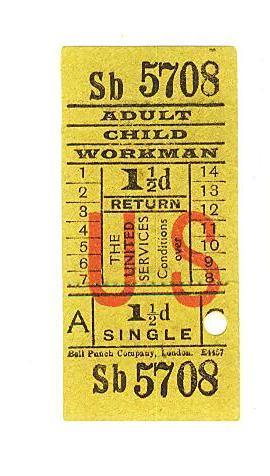 Sb 5708
ADULT
CHILD
WORKMAN
1 1½d 14
2 RETURN 13
3 12
4 11
5 10
6 9
7 8
THE UNITED SERVICES
Conditions over
US
A 1½d
SINGLE
Bell Punch Company, London. E4457
Sb 5708